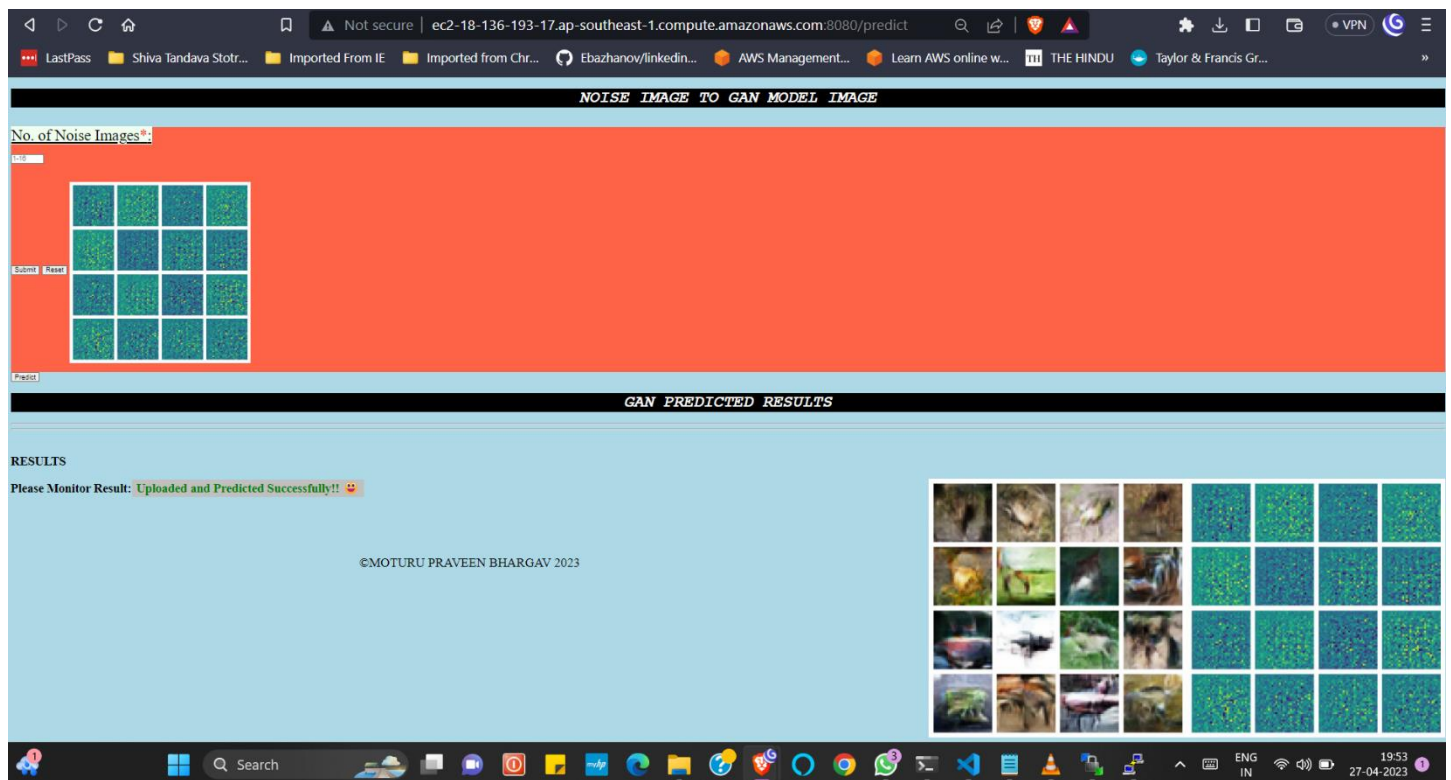 Not secure | ec2-18-136-193-17.ap-southeast-1.compute.amazonaws.com:8080/predict
VPN
LastPass Shiva Tandava Stotr... Imported From IE Imported from Chr... Ebazhanov/linkedin... AWS Management... Learn AWS online w... TH THE HINDU Taylor & Francis Gr... »
NOISE IMAGE TO GAN MODEL IMAGE
No. of Noise Images*:
1-16
Submit Reset
Predict
GAN PREDICTED RESULTS
RESULTS
Please Monitor Result: Uploaded and Predicted Successfully!! 😛
©MOTURU PRAVEEN BHARGAV 2023
1 Search 3 ENG 19:53
IN 27-04-2023 1